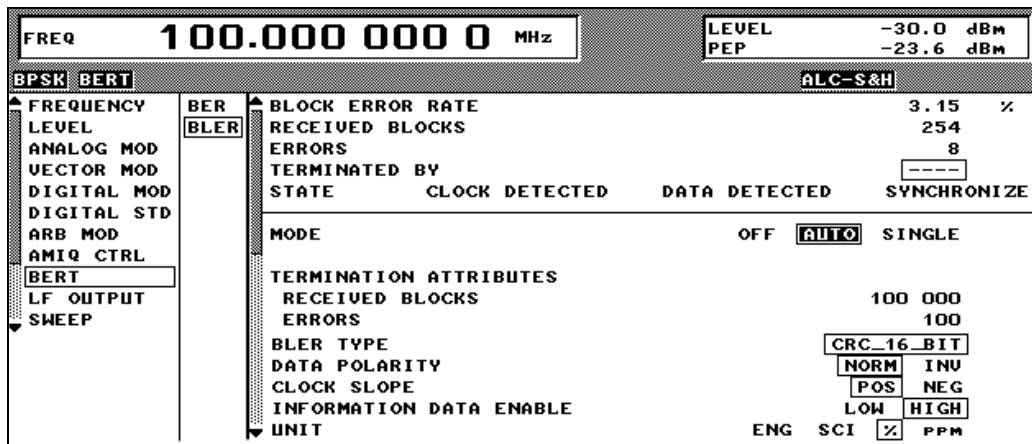 FREQ 100.000 000 0 MHz
LEVEL -30.0 dBm
PEP -23.6 dBm
BPSK BERT ALC-S&H
FREQUENCY
LEVEL
ANALOG MOD
VECTOR MOD
DIGITAL MOD
DIGITAL STD
ARB MOD
AMIQ CTRL
BERT
LF OUTPUT
SWEEP
BER
BLER
BLOCK ERROR RATE 3.15 %
RECEIVED BLOCKS 254
ERRORS 8
TERMINATED BY ----
STATE CLOCK DETECTED DATA DETECTED SYNCHRONIZE
MODE OFF AUTO SINGLE
TERMINATION ATTRIBUTES
RECEIVED BLOCKS 100 000
ERRORS 100
BLER TYPE CRC_16_BIT
DATA POLARITY NORM INV
CLOCK SLOPE POS NEG
INFORMATION DATA ENABLE LOW HIGH
UNIT ENG SCI % PPM